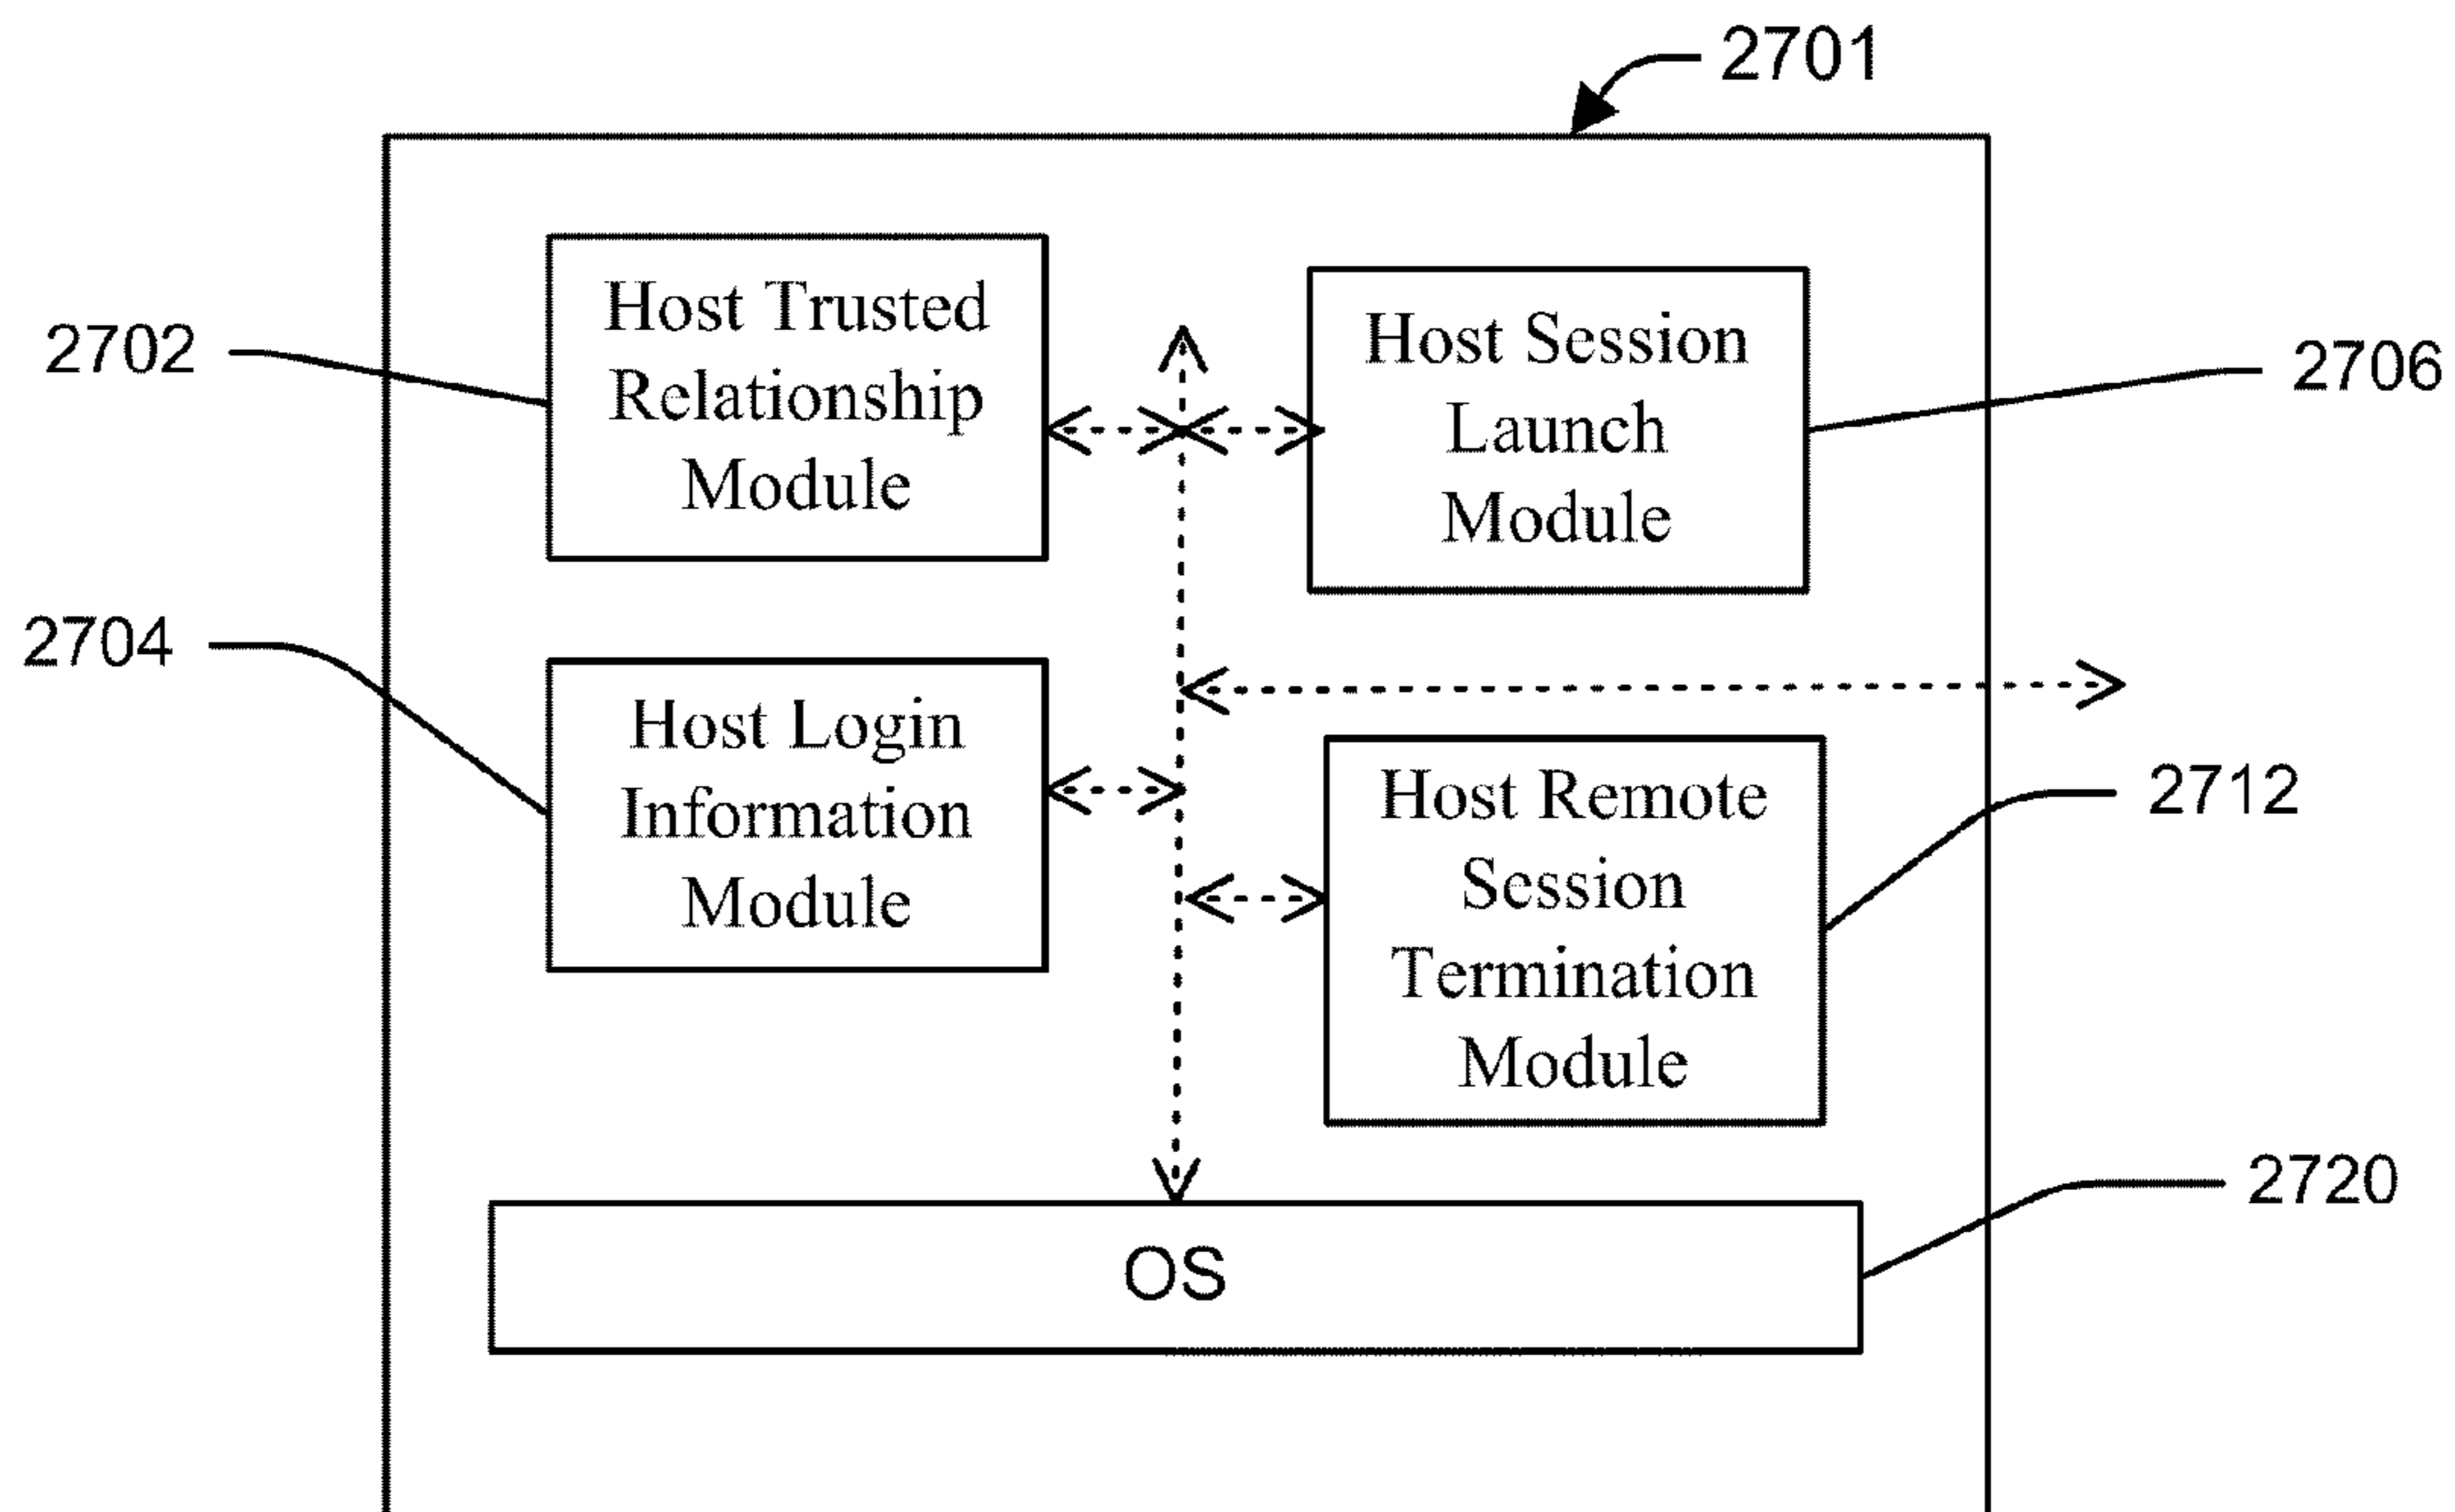 2701
2702
Host Trusted
Relationship
Module
Host Session
Launch
Module
2706
2704
Host Login
Information
Module
Host Remote
Session
Termination
Module
2712
OS
2720